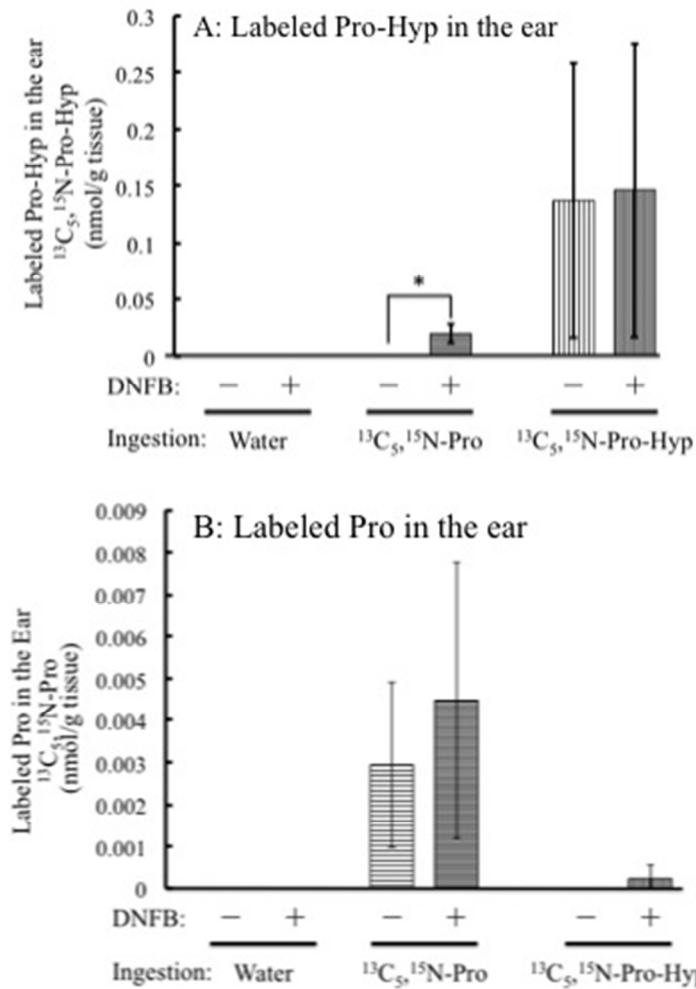 A: Labeled Pro-Hyp in the ear
Labeled Pro-Hyp in the ear
¹³C₅,¹⁵N-Pro-Hyp
(nmol/g tissue)
0.3
0.25
0.2
0.15
0.1
0.05
0
*
DNFB: − + − + − +
Ingestion: Water ¹³C₅,¹⁵N-Pro ¹³C₅,¹⁵N-Pro-Hyp
B: Labeled Pro in the ear
Labeled Pro in the Ear
¹³C₅,¹⁵N-Pro
(nmol/g tissue)
0.009
0.008
0.007
0.006
0.005
0.004
0.003
0.002
0.001
0
DNFB: − + − + − +
Ingestion: Water ¹³C₅,¹⁵N-Pro ¹³C₅,¹⁵N-Pro-Hy